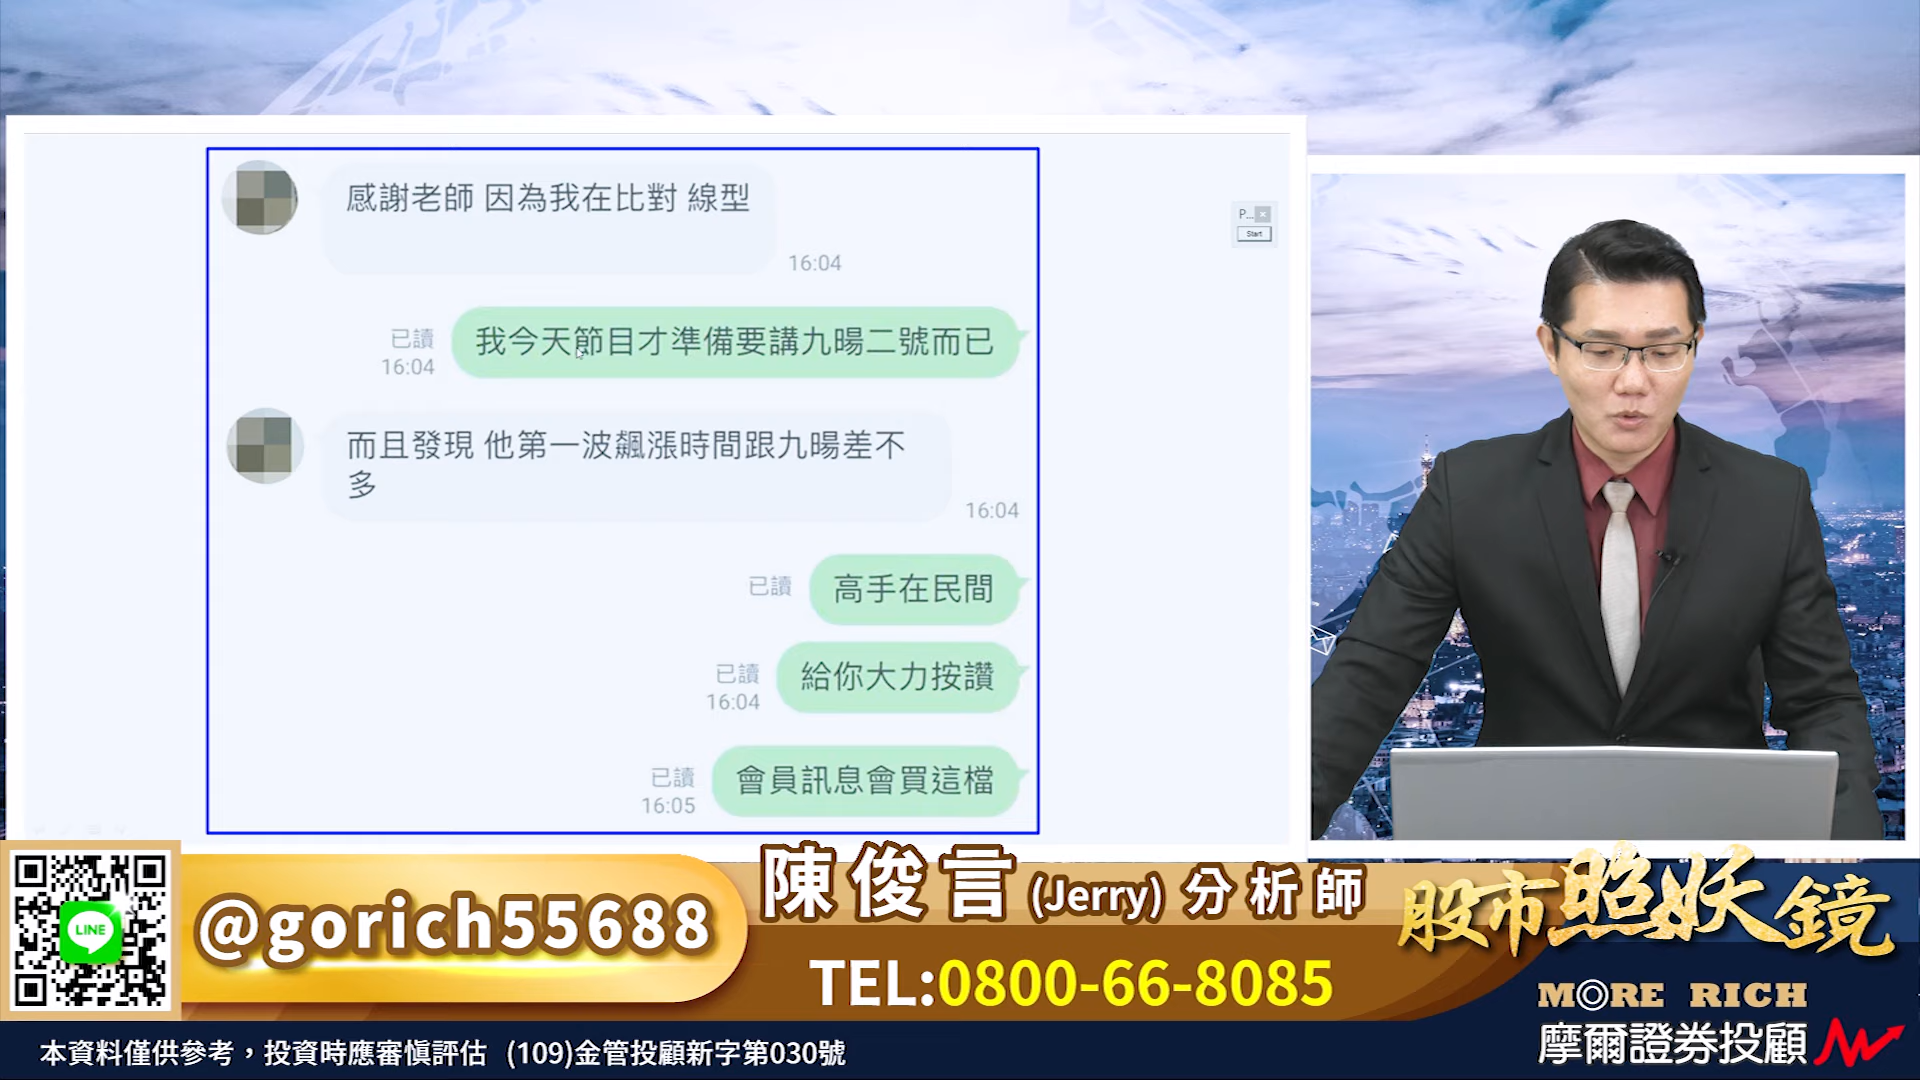 感謝老師 因為我在比對 線型
16:04
已讀
16:04
我今天節目才準備要講九暘二號而已
而且發現 他第一波飆漲時間跟九暘差不
多
16:04
已讀
高手在民間
已讀
16:04
給你大力按讚
已讀
16:05
會員訊息會買這檔
P...
Start
LINE
@gorich55688
陳俊言 (Jerry) 分析師
TEL:0800-66-8085
股市照妖鏡
MORE RICH
摩爾證券投顧
本資料僅供參考，投資時應審慎評估 (109)金管投顧新字第030號